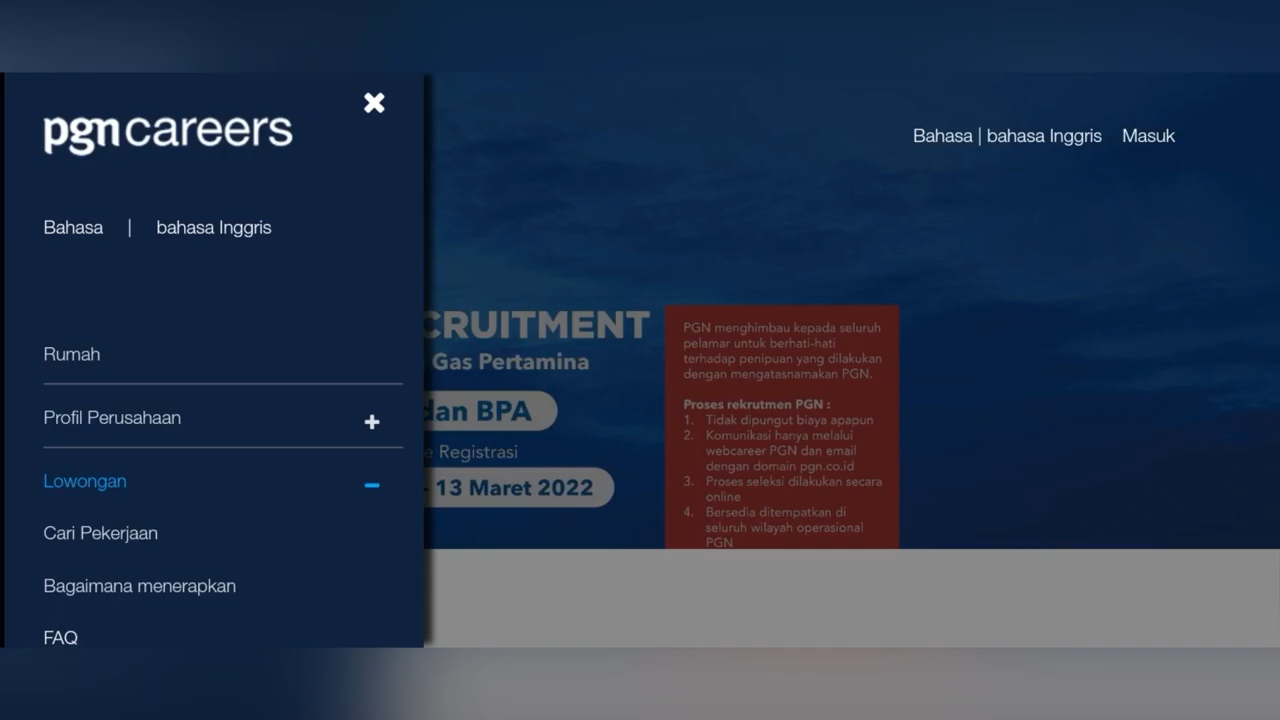 pgncareers
Bahasa | bahasa Inggris
Rumah
Profil Perusahaan
Lowongan
Cari Pekerjaan
Bagaimana menerapkan
FAQ
Bahasa | bahasa Inggris Masuk
CRUITMENT
Gas Pertamina
dan BPA
e Registrasi
- 13 Maret 2022
PGN menghimbau kepada seluruh
pelamar untuk berhati-hati
terhadap penipuan yang dilakukan
dengan mengatasnamakan PGN.
Proses rekrutmen PGN :
1. Tidak dipungut biaya apapun
2. Komunikasi hanya melalui
webcareer PGN dan email
dengan domain pgn.co.id
3. Proses seleksi dilakukan secara
online
4. Bersedia ditempatkan di
seluruh wilayah operasional
PGN